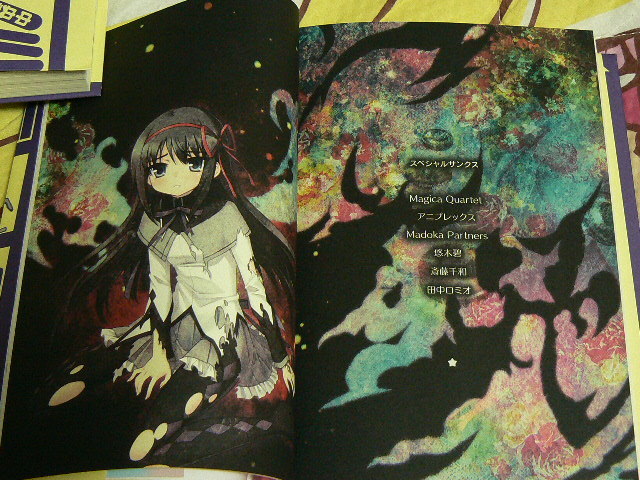 スペシャルサンクス
Magica Quartet
アニプレックス
Madoka Partners
悠木碧
斎藤千和
田中ロミオ